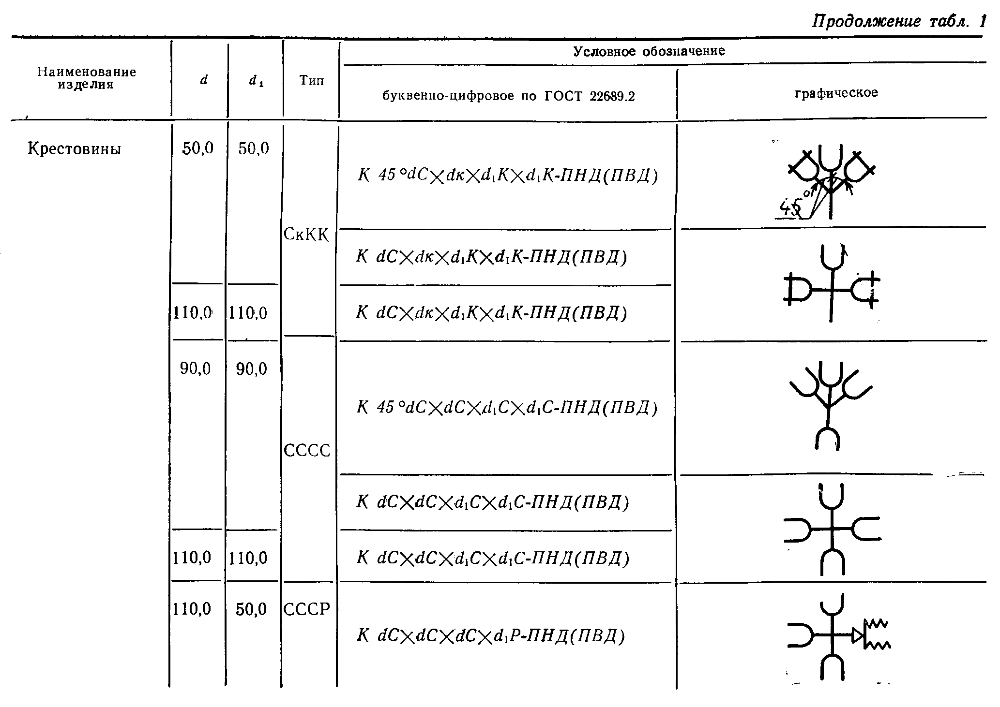 Продолжение табл. 1
Условное обозначение
Наименование
изделия
d
d₁
Тип
буквенно-цифровое по ГОСТ 22689.2
графическое
Крестовины
50,0
50,0
К 45°dС×dк×d₁К×d₁К-ПНД(ПВД)
45°
СкКК
К dС×dк×d₁К×d₁К-ПНД(ПВД)
110,0
110,0
К dС×dк×d₁К×d₁К-ПНД(ПВД)
90,0
90,0
К 45°dС×dС×d₁С×d₁С-ПНД(ПВД)
СССС
К dС×dС×d₁С×d₁С-ПНД(ПВД)
110,0
110,0
К dС×dС×d₁С×d₁С-ПНД(ПВД)
110,0
50,0
СССР
К dС×dС×dС×d₁Р-ПНД(ПВД)